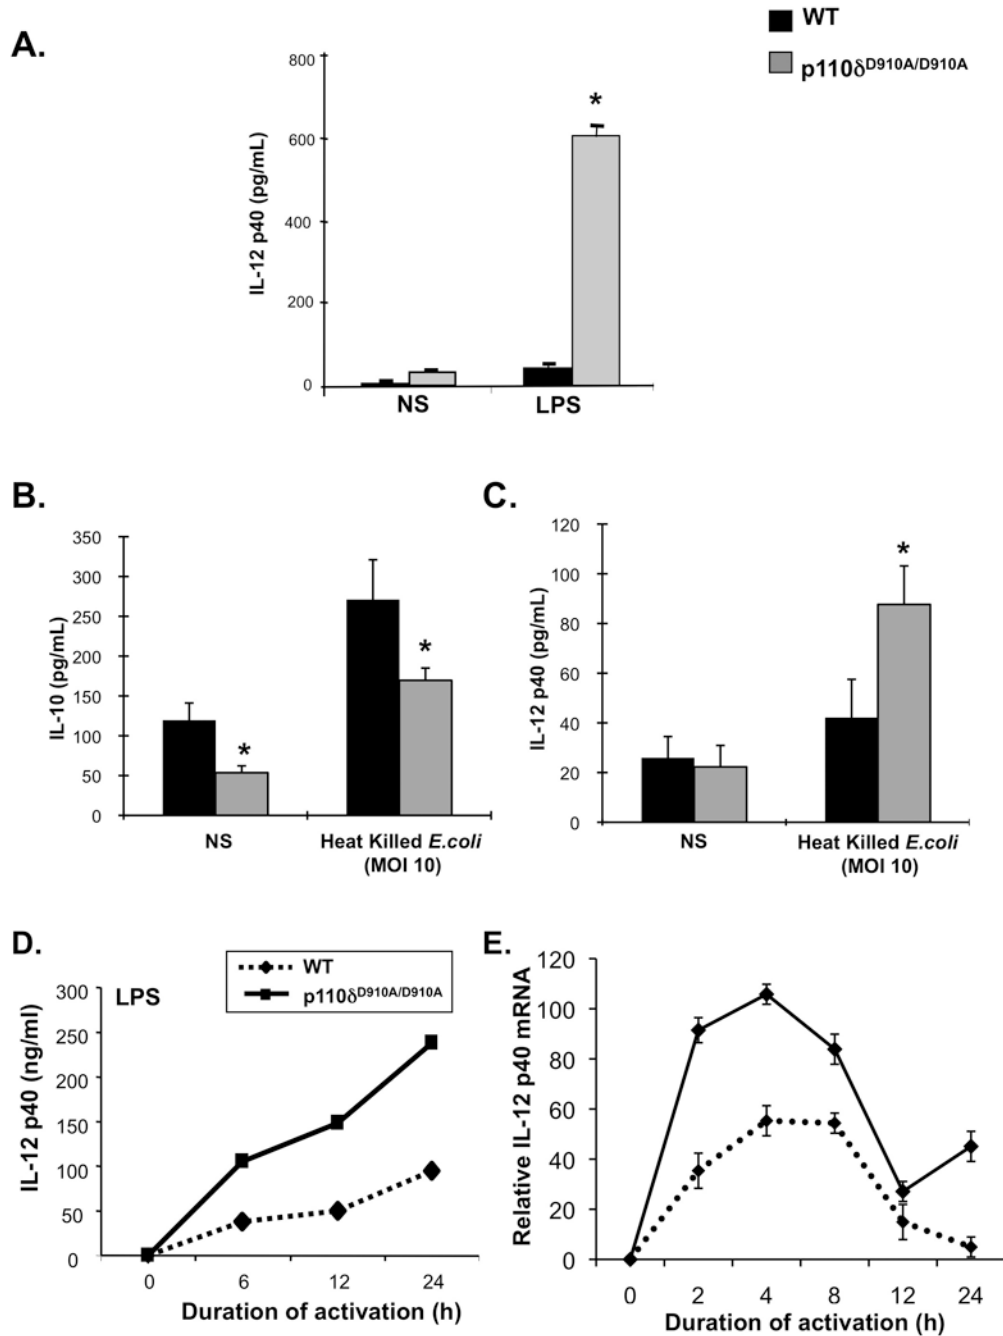 WT
p110δD910A/D910A
A.
800
600
400
200
0
IL-12 p40 (pg/mL)
*
NS
LPS
B.
350
300
250
200
150
100
50
0
IL-10 (pg/mL)
*
*
NS
Heat Killed E.coli
(MOI 10)
C.
120
100
80
60
40
20
0
IL-12 p40 (pg/mL)
*
NS
Heat Killed E.coli
(MOI 10)
D.
WT
p110δD910A/D910A
LPS
300
250
200
150
100
50
0
IL-12 p40 (ng/ml)
0 6 12 24
Duration of activation (h)
E.
120
100
80
60
40
20
0
Relative IL-12 p40 mRNA
0 2 4 8 12 24
Duration of activation (h)